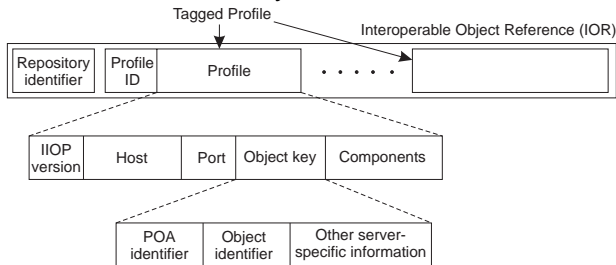 Tagged Profile
Interoperable Object Reference (IOR)
Repository identifier
Profile ID
Profile
IIOP version
Host
Port
Object key
Components
POA identifier
Object identifier
Other server-specific information